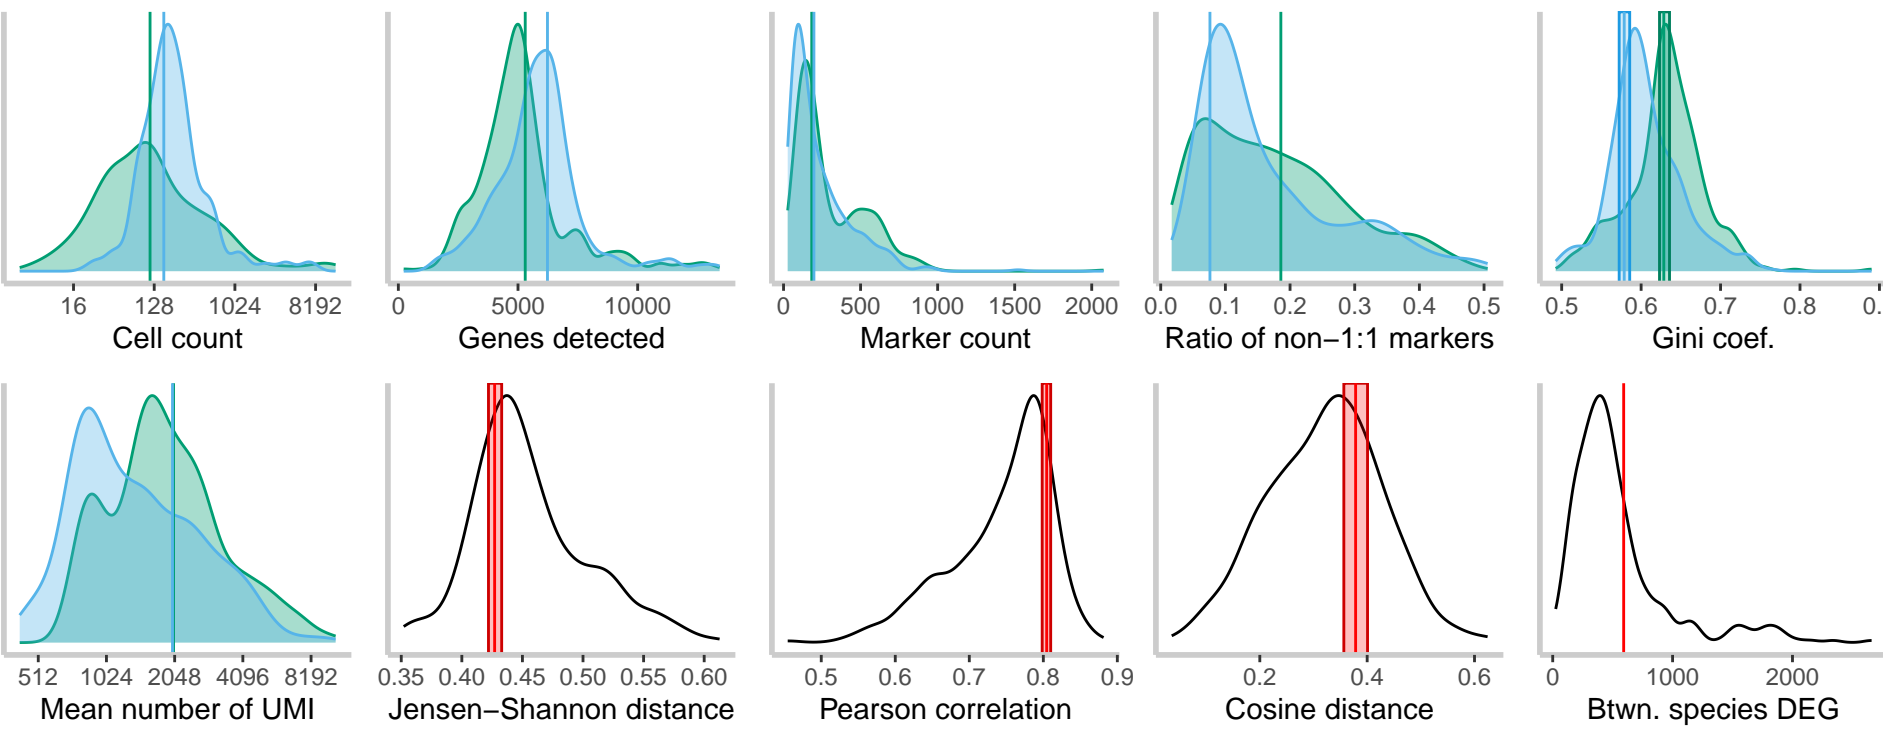 16 128 1024 8192
Cell count
0 5000 10000
Genes detected
0 500 1000 1500 2000
Marker count
0.0 0.1 0.2 0.3 0.4 0.5
Ratio of non−1:1 markers
0.5 0.6 0.7 0.8 0.
Gini coef.
512 1024 2048 4096 8192
Mean number of UMI
0.35 0.40 0.45 0.50 0.55 0.60
Jensen−Shannon distance
0.5 0.6 0.7 0.8 0.9
Pearson correlation
0.2 0.4 0.6
Cosine distance
0 1000 2000
Btwn. species DEG